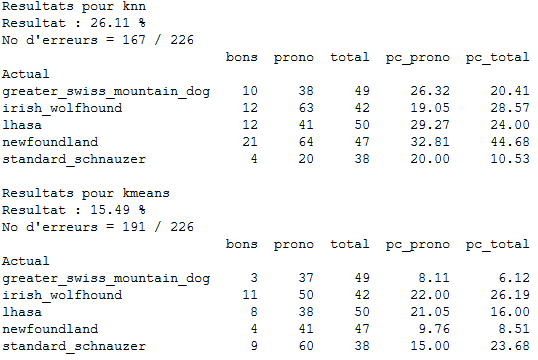 Resultats pour knn
Resultat : 26.11 %
No d'erreurs = 167 / 226
bons prono total pc_prono pc_total
Actual
greater_swiss_mountain_dog 10 38 49 26.32 20.41
irish_wolfhound 12 63 42 19.05 28.57
lhasa 12 41 50 29.27 24.00
newfoundland 21 64 47 32.81 44.68
standard_schnauzer 4 20 38 20.00 10.53
Resultats pour kmeans
Resultat : 15.49 %
No d'erreurs = 191 / 226
bons prono total pc_prono pc_total
Actual
greater_swiss_mountain_dog 3 37 49 8.11 6.12
irish_wolfhound 11 50 42 22.00 26.19
lhasa 8 38 50 21.05 16.00
newfoundland 4 41 47 9.76 8.51
standard_schnauzer 9 60 38 15.00 23.68